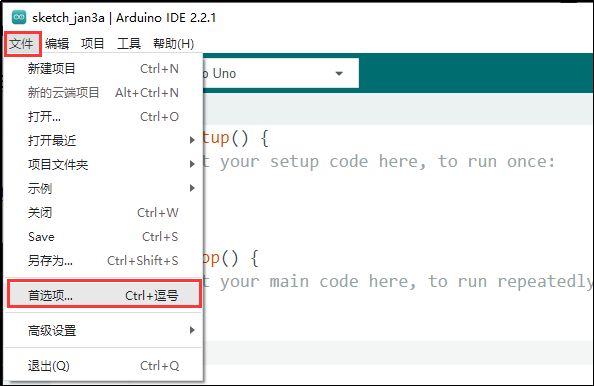 sketch_jan3a | Arduino IDE 2.2.1
文件 编辑 项目 工具 帮助(H)
新建项目 Ctrl+N
o Uno
新的云端项目 Alt+Ctrl+N
打开... Ctrl+O
打开最近
tup() {
项目文件夹
t your setup code here, to run once:
示例
关闭 Ctrl+W
Save Ctrl+S
另存为... Ctrl+Shift+S
op() {
t your main code here, to run repeatedly
首选项... Ctrl+逗号
高级设置
退出(Q) Ctrl+Q